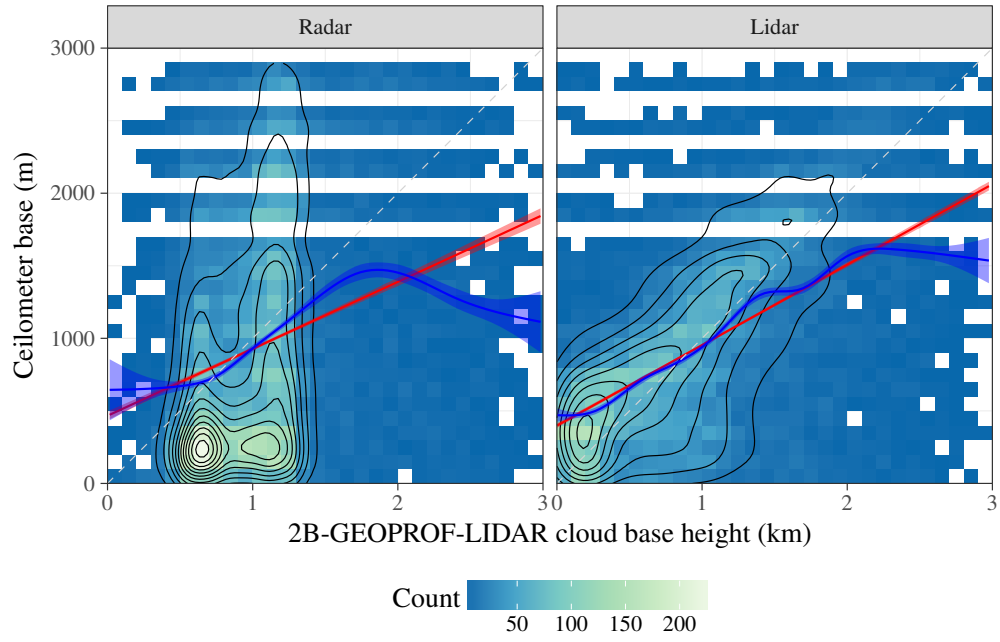 Radar
Lidar
Ceilometer base (m)
3000
2000
1000
0
0 1 2 3
0 1 2 3
2B-GEOPROF-LIDAR cloud base height (km)
Count
50 100 150 200